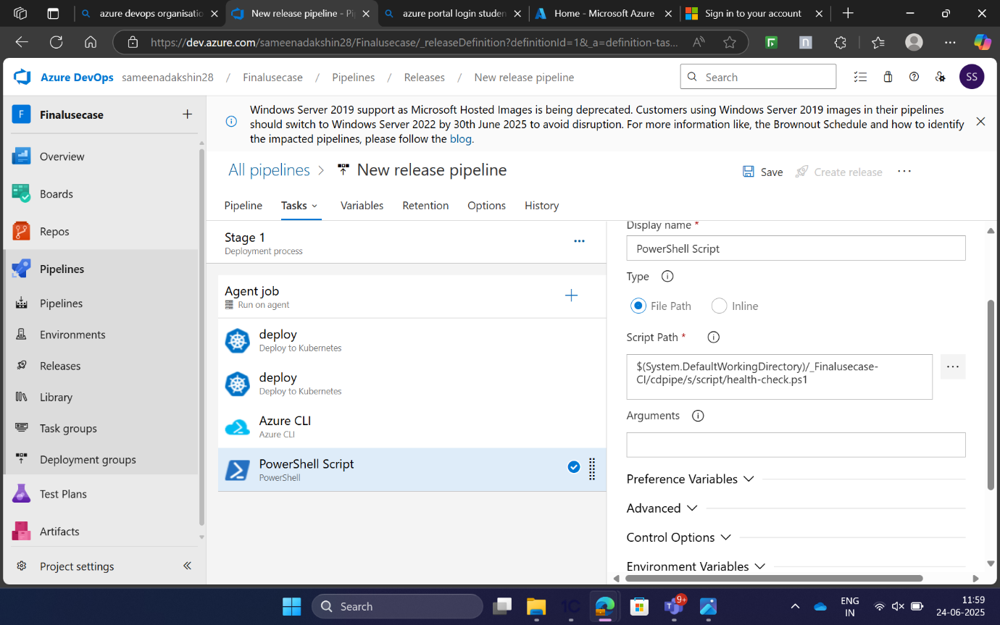 azure devops organisatio
New release pipeline - Pip
azure portal login studen
Home - Microsoft Azure
Sign in to your account
https://dev.azure.com/sameenadakshin28/Finalusecase/_releaseDefinition?definitionId=1&_a=definition-tas...
Azure DevOps sameenadakshin28 / Finalusecase / Pipelines / Releases / New release pipeline
Search
SS
F Finalusecase
Overview
Boards
Repos
Pipelines
Pipelines
Environments
Releases
Library
Task groups
Deployment groups
Test Plans
Artifacts
Project settings
Windows Server 2019 support as Microsoft Hosted Images is being deprecated. Customers using Windows Server 2019 images in their pipelines
should switch to Windows Server 2022 by 30th June 2025 to avoid disruption. For more information like, the Brownout Schedule and how to identify
the impacted pipelines, please follow the blog.
All pipelines > New release pipeline
Save
Create release
Pipeline
Tasks
Variables
Retention
Options
History
Stage 1
Deployment process
Agent job
Run on agent
deploy
Deploy to Kubernetes
deploy
Deploy to Kubernetes
Azure CLI
Azure CLI
PowerShell Script
PowerShell
Display name *
PowerShell Script
Type
File Path
Inline
Script Path *
$(System.DefaultWorkingDirectory)/_Finalusecase-
CI/cdpipe/s/script/health-check.ps1
Arguments
Preference Variables
Advanced
Control Options
Environment Variables
Search
1C
9+
ENG
IN
11:59
24-06-2025